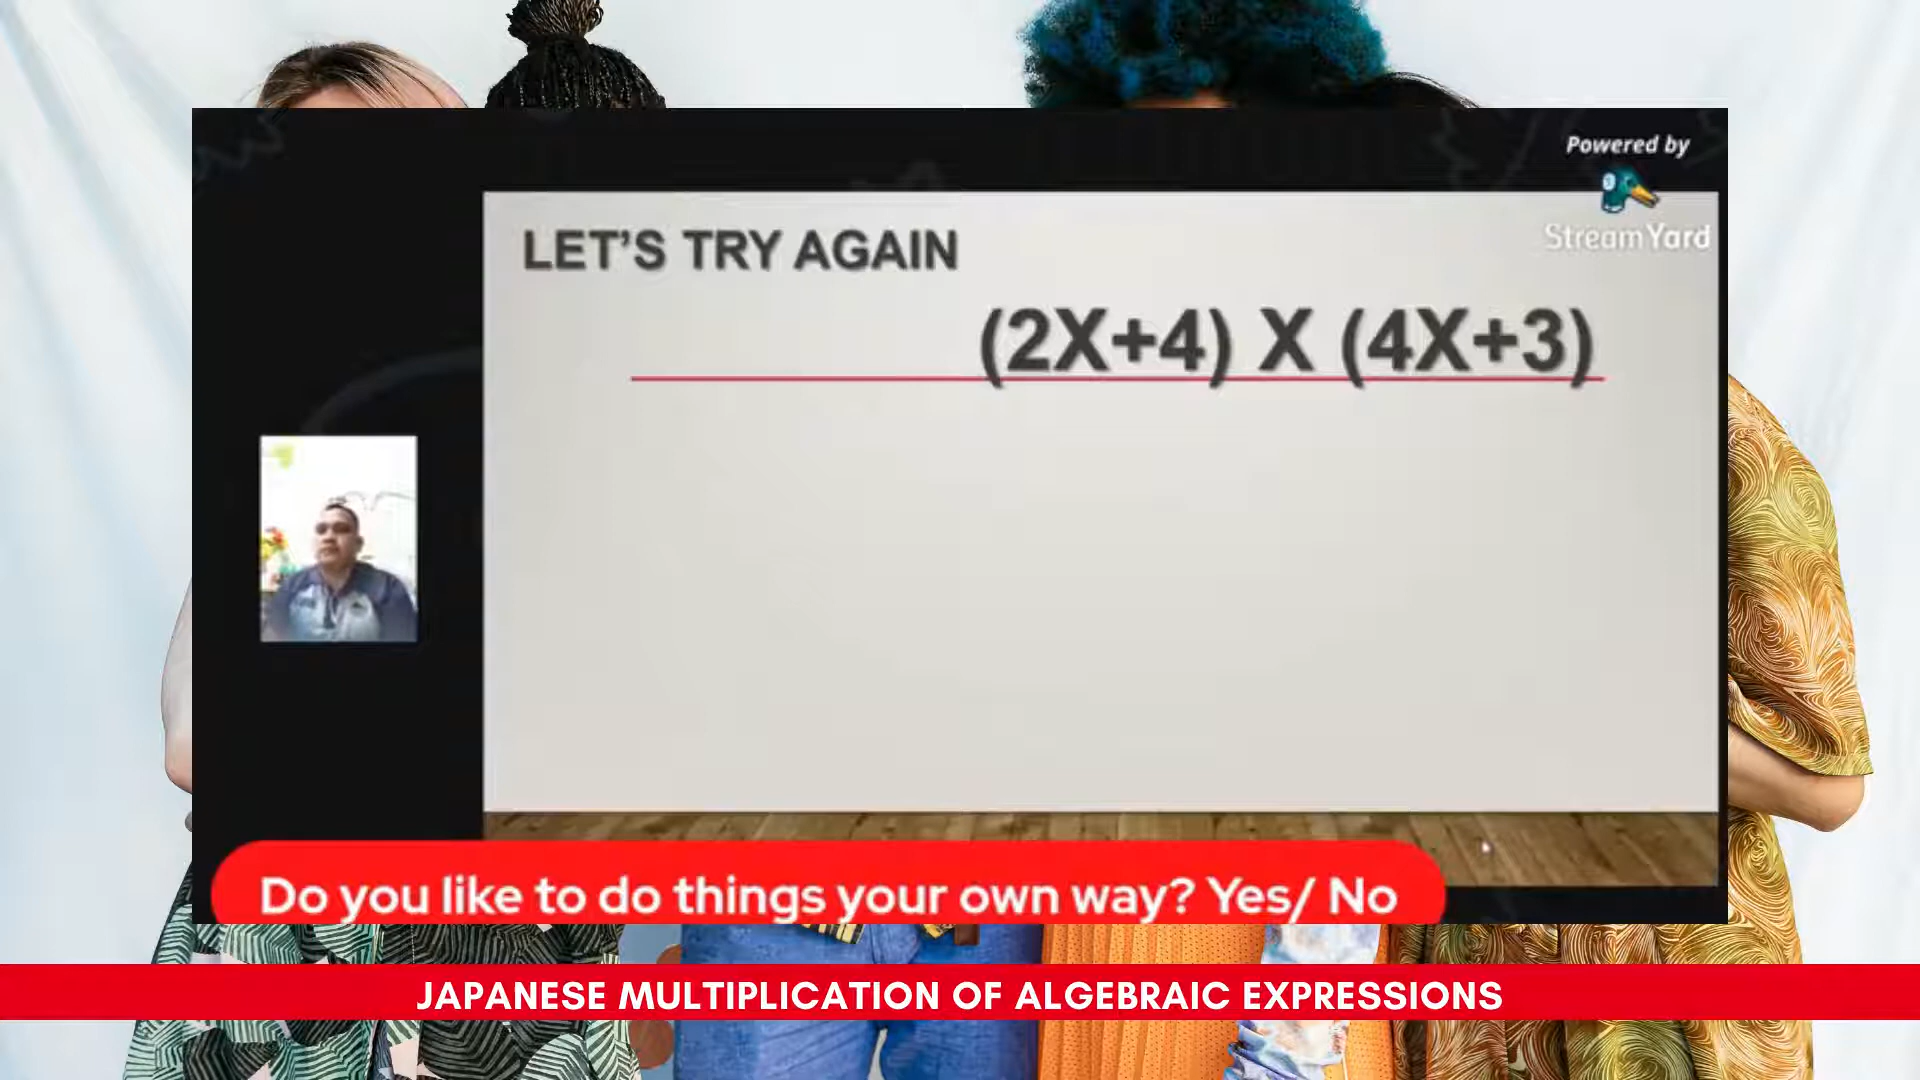 Powered by
StreamYard
LET'S TRY AGAIN
(2X+4) X (4X+3)
Do you like to do things your own way? Yes/ No
JAPANESE MULTIPLICATION OF ALGEBRAIC EXPRESSIONS